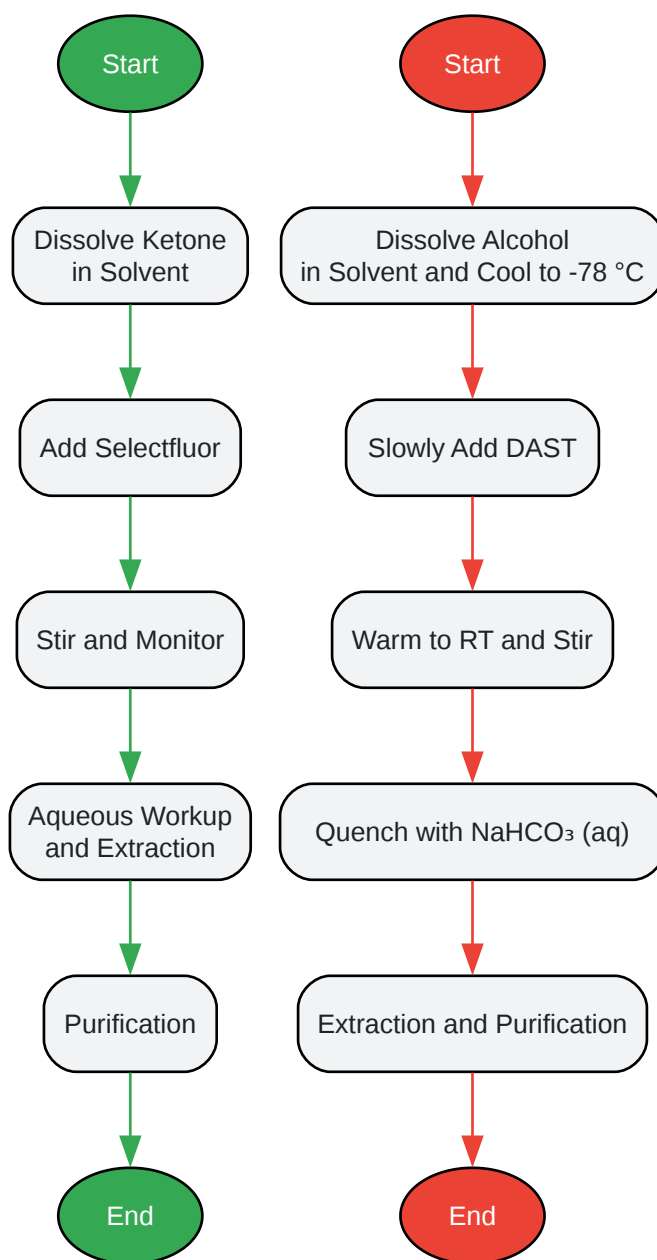 Start
Dissolve Ketone
in Solvent
Add Selectfluor
Stir and Monitor
Aqueous Workup
and Extraction
Purification
End
Start
Dissolve Alcohol
in Solvent and Cool to -78 °C
Slowly Add DAST
Warm to RT and Stir
Quench with NaHCO₃ (aq)
Extraction and Purification
End